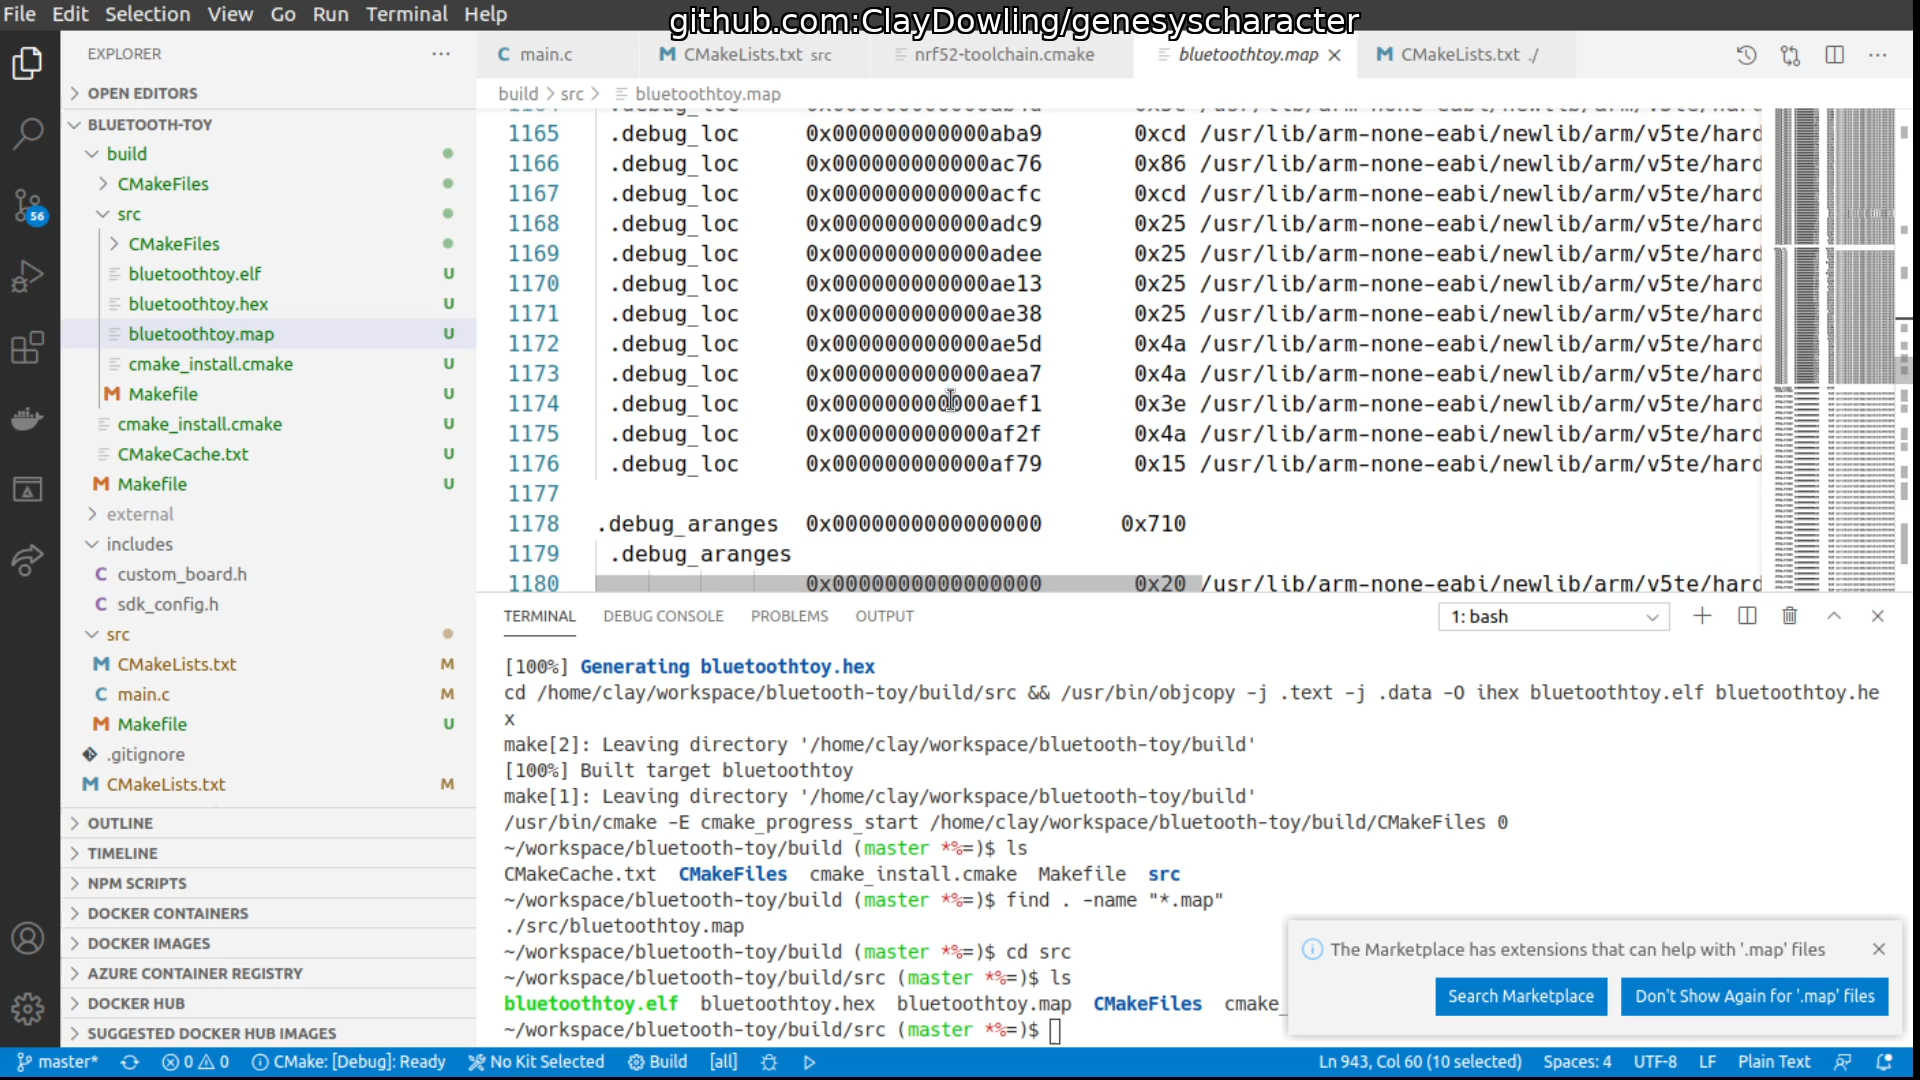 File Edit Selection View Go Run Terminal Help
github.com:ClayDowling/genesyscharacter
EXPLORER
OPEN EDITORS
BLUETOOTH-TOY
build
CMakeFiles
src
CMakeFiles
bluetoothtoy.elf U
bluetoothtoy.hex U
bluetoothtoy.map U
cmake_install.cmake U
M Makefile U
cmake_install.cmake U
CMakeCache.txt U
M Makefile U
external
includes
C custom_board.h
C sdk_config.h
src
M CMakeLists.txt M
C main.c M
M Makefile U
.gitignore
M CMakeLists.txt M
OUTLINE
TIMELINE
NPM SCRIPTS
DOCKER CONTAINERS
DOCKER IMAGES
AZURE CONTAINER REGISTRY
DOCKER HUB
SUGGESTED DOCKER HUB IMAGES
56
C main.c M CMakeLists.txt src nrf52-toolchain.cmake bluetoothtoy.map M CMakeLists.txt ./
build > src > bluetoothtoy.map
1165 .debug_loc 0x000000000000aba9 0xcd /usr/lib/arm-none-eabi/newlib/arm/v5te/hard
1166 .debug_loc 0x000000000000ac76 0x86 /usr/lib/arm-none-eabi/newlib/arm/v5te/hard
1167 .debug_loc 0x000000000000acfc 0xcd /usr/lib/arm-none-eabi/newlib/arm/v5te/hard
1168 .debug_loc 0x000000000000adc9 0x25 /usr/lib/arm-none-eabi/newlib/arm/v5te/hard
1169 .debug_loc 0x000000000000adee 0x25 /usr/lib/arm-none-eabi/newlib/arm/v5te/hard
1170 .debug_loc 0x000000000000ae13 0x25 /usr/lib/arm-none-eabi/newlib/arm/v5te/hard
1171 .debug_loc 0x000000000000ae38 0x25 /usr/lib/arm-none-eabi/newlib/arm/v5te/hard
1172 .debug_loc 0x000000000000ae5d 0x4a /usr/lib/arm-none-eabi/newlib/arm/v5te/hard
1173 .debug_loc 0x000000000000aea7 0x4a /usr/lib/arm-none-eabi/newlib/arm/v5te/hard
1174 .debug_loc 0x000000000000aef1 0x3e /usr/lib/arm-none-eabi/newlib/arm/v5te/hard
1175 .debug_loc 0x000000000000af2f 0x4a /usr/lib/arm-none-eabi/newlib/arm/v5te/hard
1176 .debug_loc 0x000000000000af79 0x15 /usr/lib/arm-none-eabi/newlib/arm/v5te/hard
1177
1178 .debug_aranges 0x0000000000000000 0x710
1179 .debug_aranges
1180 0x0000000000000000 0x20 /usr/lib/arm-none-eabi/newlib/arm/v5te/hard
TERMINAL DEBUG CONSOLE PROBLEMS OUTPUT 1: bash
[100%] Generating bluetoothtoy.hex
cd /home/clay/workspace/bluetooth-toy/build/src && /usr/bin/objcopy -j .text -j .data -O ihex bluetoothtoy.elf bluetoothtoy.he
x
make[2]: Leaving directory '/home/clay/workspace/bluetooth-toy/build'
[100%] Built target bluetoothtoy
make[1]: Leaving directory '/home/clay/workspace/bluetooth-toy/build'
/usr/bin/cmake -E cmake_progress_start /home/clay/workspace/bluetooth-toy/build/CMakeFiles 0
~/workspace/bluetooth-toy/build (master *%=)$ ls
CMakeCache.txt CMakeFiles cmake_install.cmake Makefile src
~/workspace/bluetooth-toy/build (master *%=)$ find . -name "*.map"
./src/bluetoothtoy.map
~/workspace/bluetooth-toy/build (master *%=)$ cd src
~/workspace/bluetooth-toy/build/src (master *%=)$ ls
bluetoothtoy.elf bluetoothtoy.hex bluetoothtoy.map CMakeFiles cmake_
~/workspace/bluetooth-toy/build/src (master *%=)$
The Marketplace has extensions that can help with '.map' files
Search Marketplace Don't Show Again for '.map' files
master* 0 0 CMake: [Debug]: Ready No Kit Selected Build [all] Ln 943, Col 60 (10 selected) Spaces: 4 UTF-8 LF Plain Text